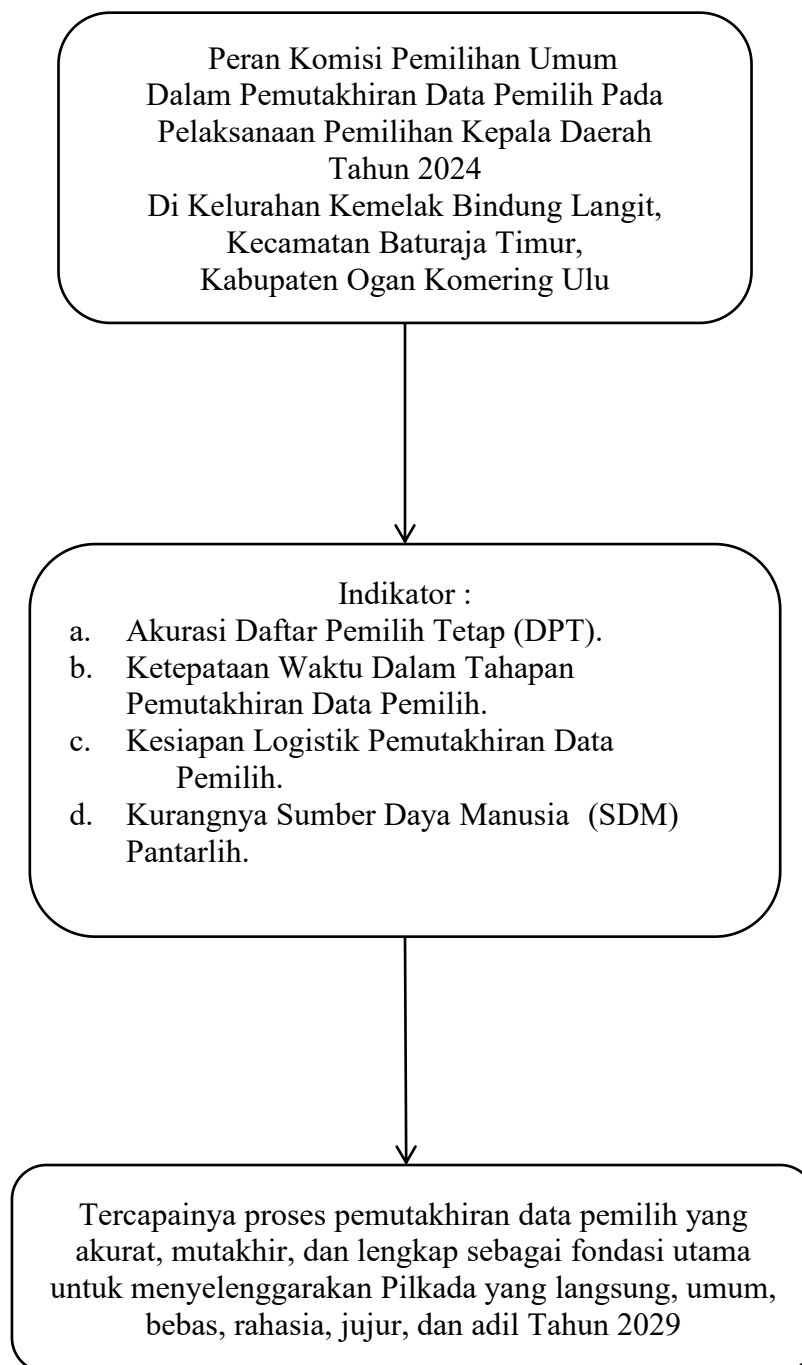 Peran Komisi Pemilihan Umum
Dalam Pemutakhiran Data Pemilih Pada
Pelaksanaan Pemilihan Kepala Daerah
Tahun 2024
Di Kelurahan Kemelak Bindung Langit,
Kecamatan Baturaja Timur,
Kabupaten Ogan Komering Ulu
Indikator :
a. Akurasi Daftar Pemilih Tetap (DPT).
b. Ketepataan Waktu Dalam Tahapan
Pemutakhiran Data Pemilih.
c. Kesiapan Logistik Pemutakhiran Data
Pemilih.
d. Kurangnya Sumber Daya Manusia (SDM)
Pantarlih.
Tercapainya proses pemutakhiran data pemilih yang
akurat, mutakhir, dan lengkap sebagai fondasi utama
untuk menyelenggarakan Pilkada yang langsung, umum,
bebas, rahasia, jujur, dan adil Tahun 2029